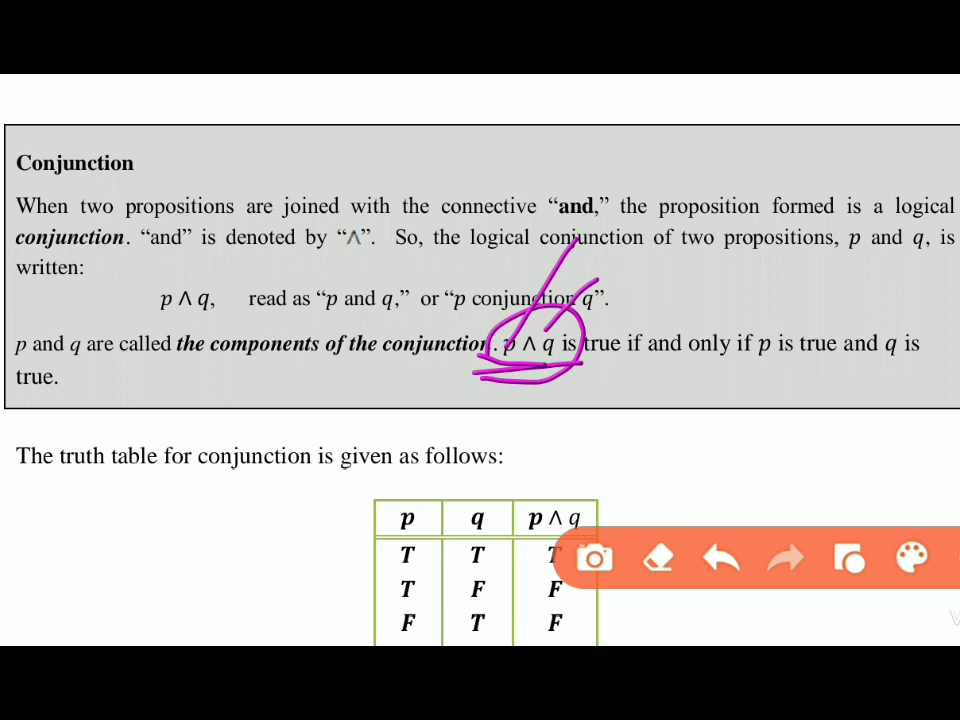 Conjunction
When two propositions are joined with the connective “and,” the proposition formed is a logical
conjunction. “and” is denoted by “∧”. So, the logical conjunction of two propositions, p and q, is
written:
p ∧ q, read as “p and q,” or “p conjunction q”.
p and q are called the components of the conjunction. p ∧ q is true if and only if p is true and q is
true.
The truth table for conjunction is given as follows:
p q p ∧ q
T T T
T F F
F T F